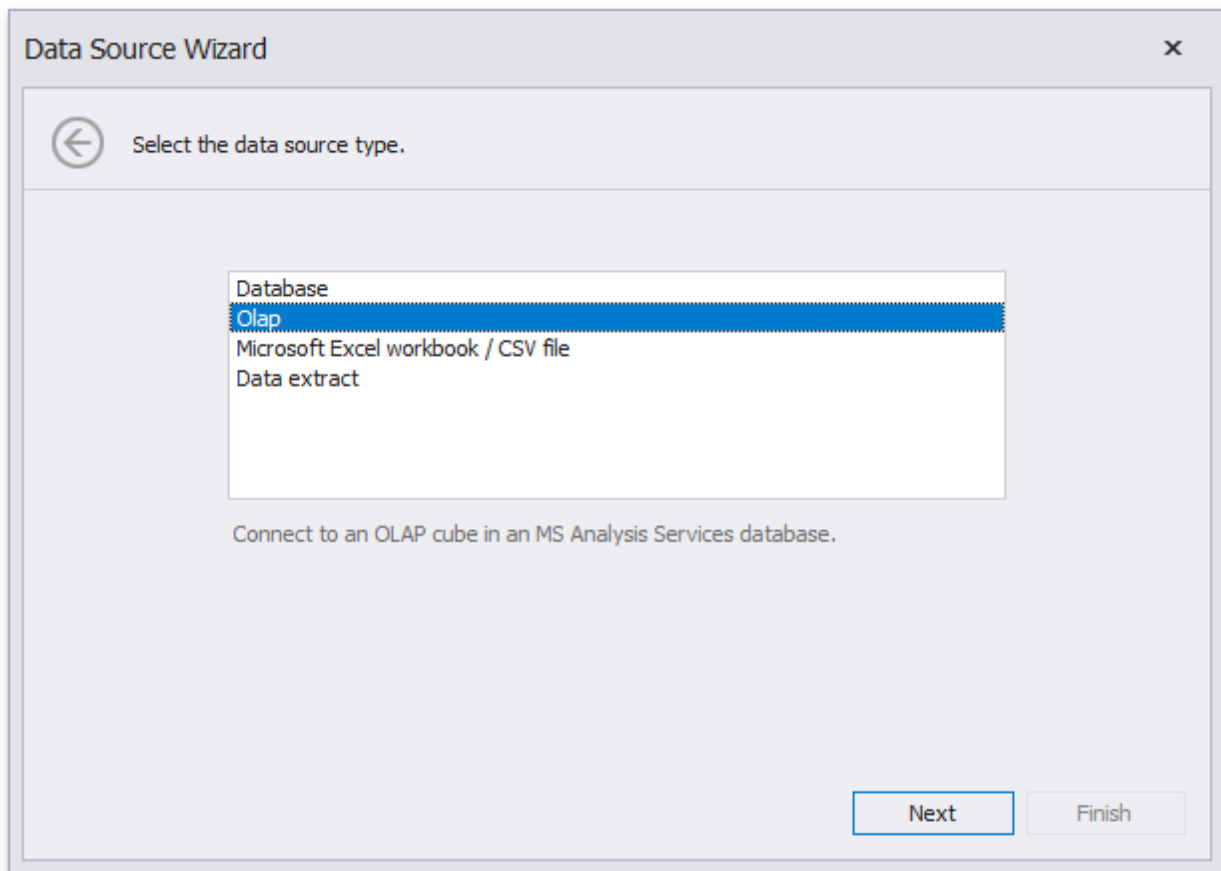 Data Source Wizard
Select the data source type.
Database
Olap
Microsoft Excel workbook / CSV file
Data extract
Connect to an OLAP cube in an MS Analysis Services database.
Next Finish